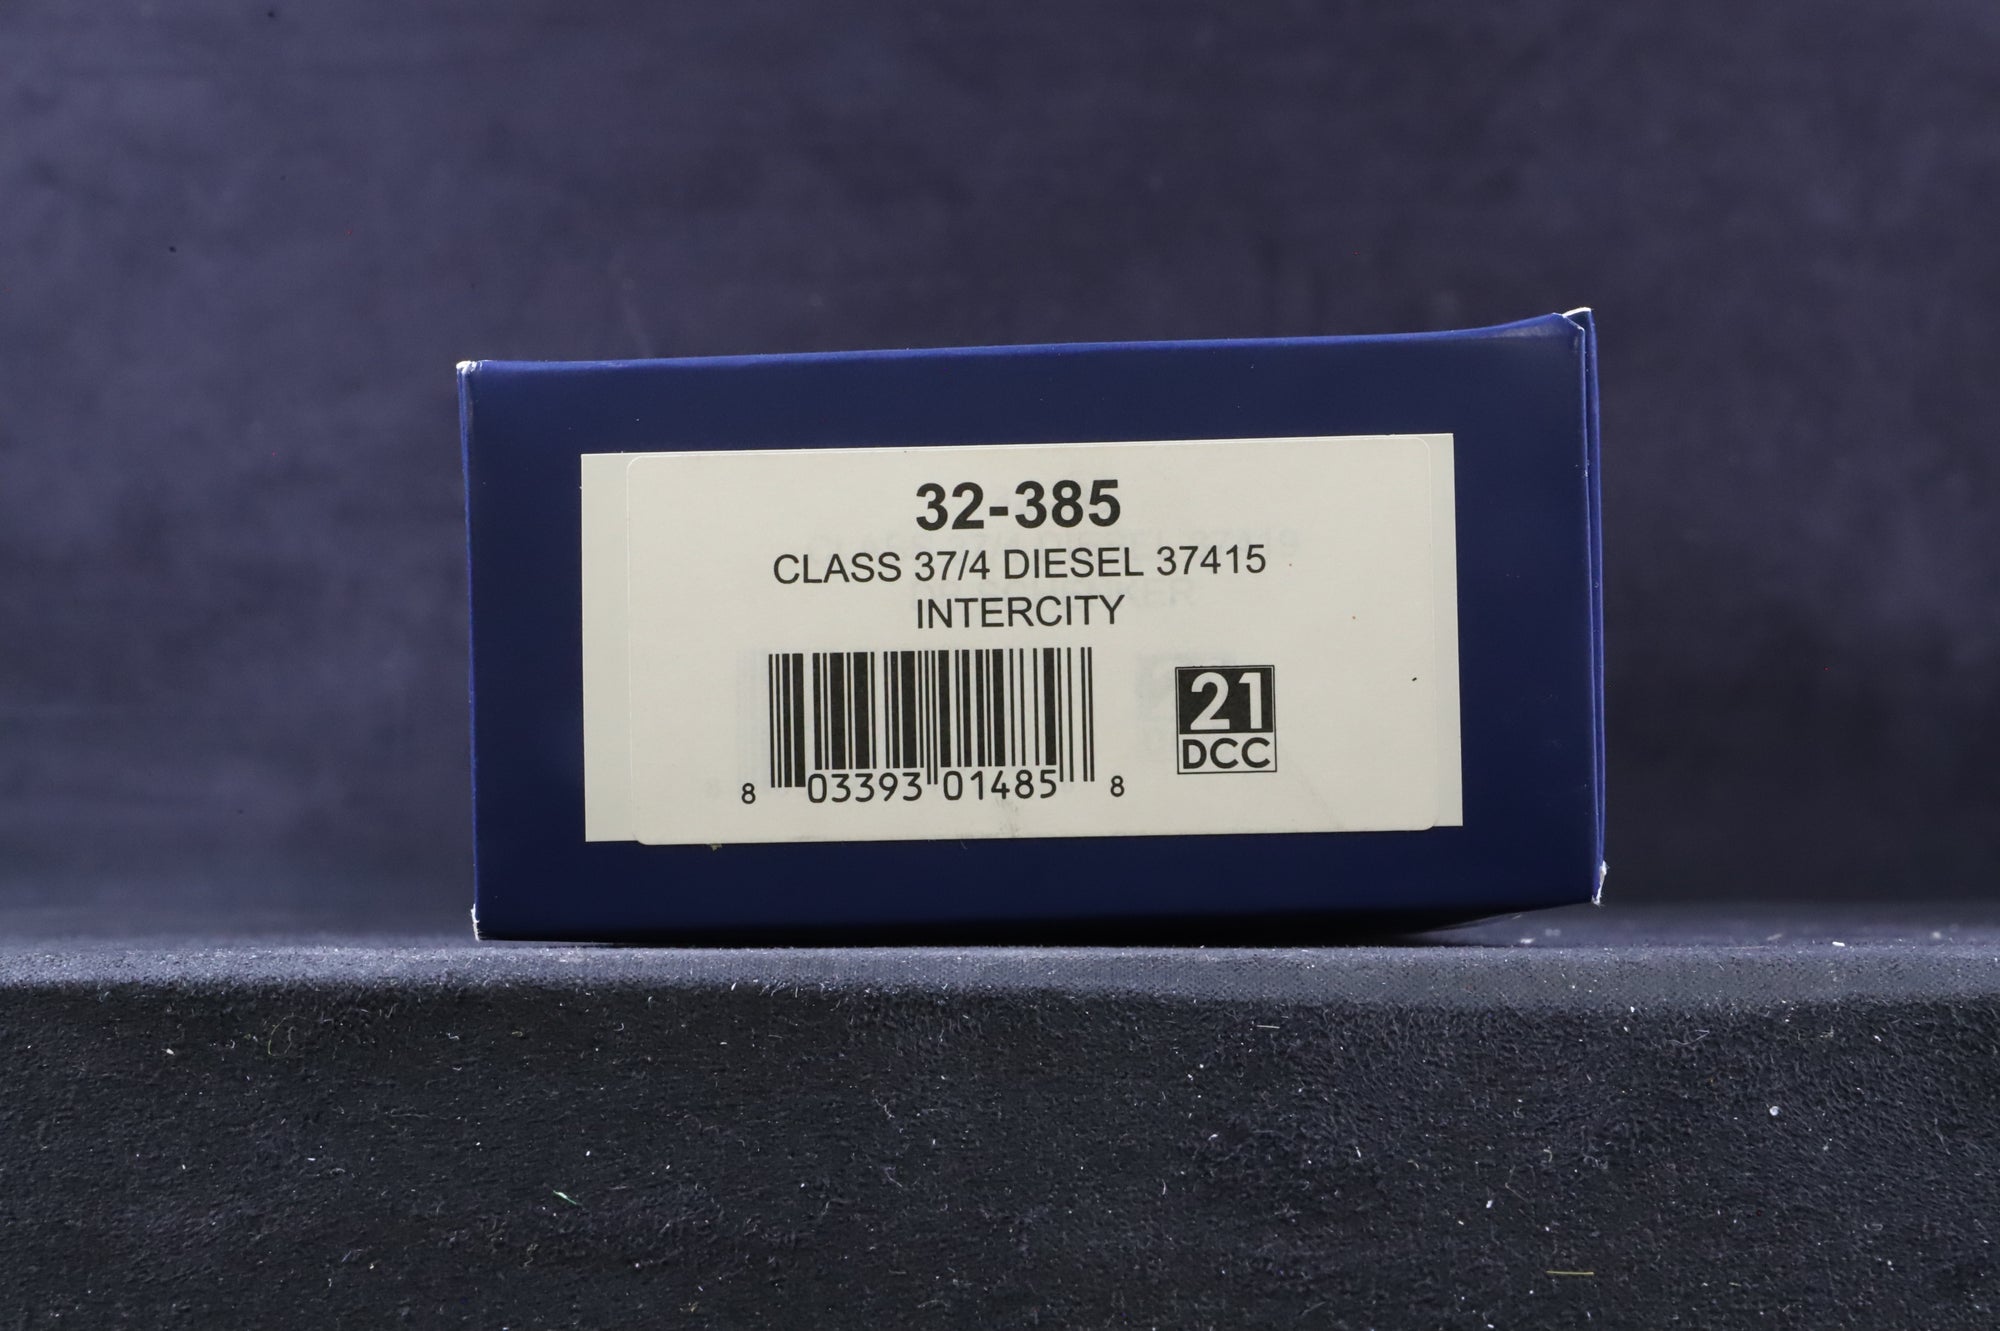 32-385
CLASS 37/4 DIESEL 37415
INTERCITY
8 03393 01485 8
21
DCC